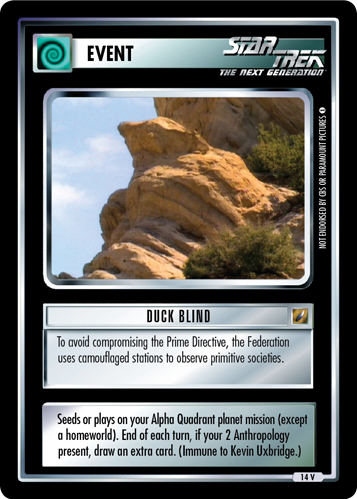 EVENT
STAR TREK
THE NEXT GENERATION
NOT ENDORSED BY CBS OR PARAMOUNT PICTURES
DUCK BLIND
To avoid compromising the Prime Directive, the Federation
uses camouflaged stations to observe primitive societies.
Seeds or plays on your Alpha Quadrant planet mission (except
a homeworld). End of each turn, if your 2 Anthropology
present, draw an extra card. (Immune to Kevin Uxbridge.)
14 V